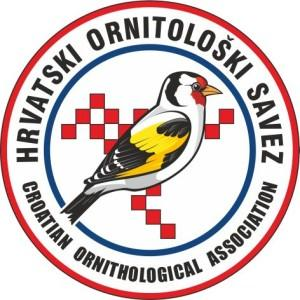 HRVATSKI ORNITOLOŠKI SAVEZ
CROATIAN ORNITHOLOGICAL ASSOCIATION